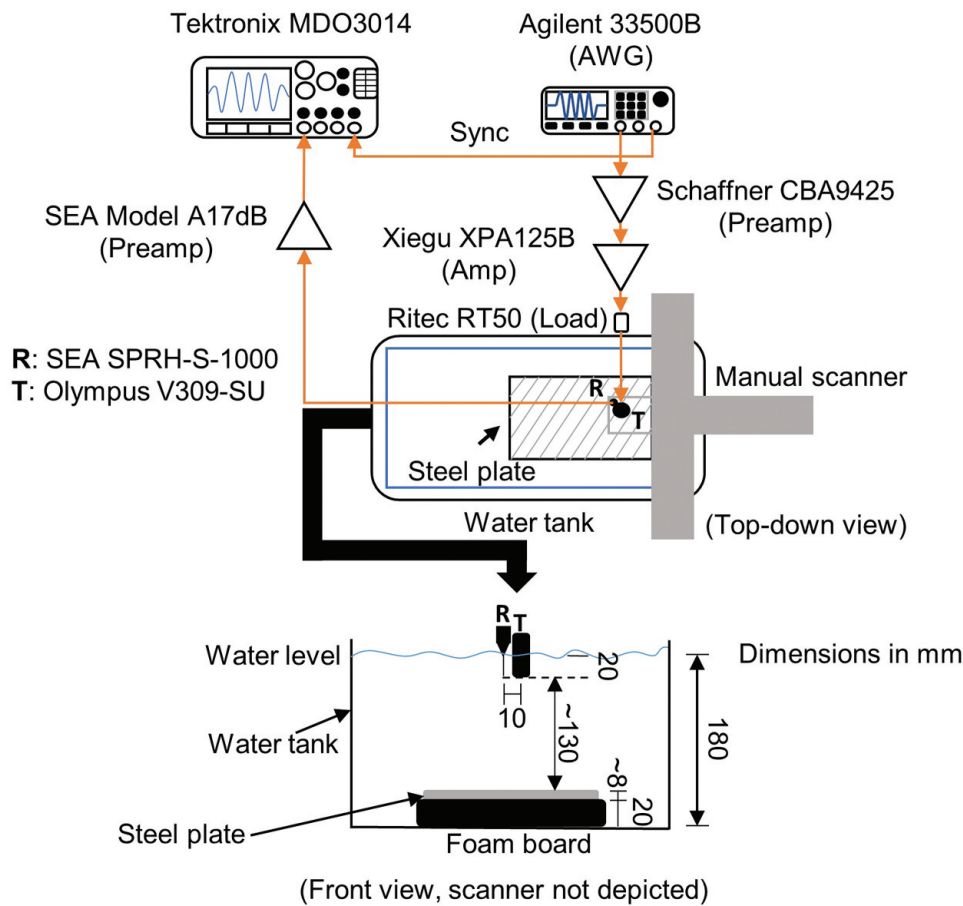 Tektronix MDO3014
Agilent 33500B
(AWG)
Sync
SEA Model A17dB
(Preamp)
Schaffner CBA9425
(Preamp)
Xiegu XPA125B
(Amp)
Ritec RT50 (Load)
R: SEA SPRH-S-1000
T: Olympus V309-SU
R
T
Manual scanner
Steel plate
Water tank
(Top-down view)
R T
Water level
20
Dimensions in mm
10
~130
180
Water tank
~8
20
Steel plate
Foam board
(Front view, scanner not depicted)